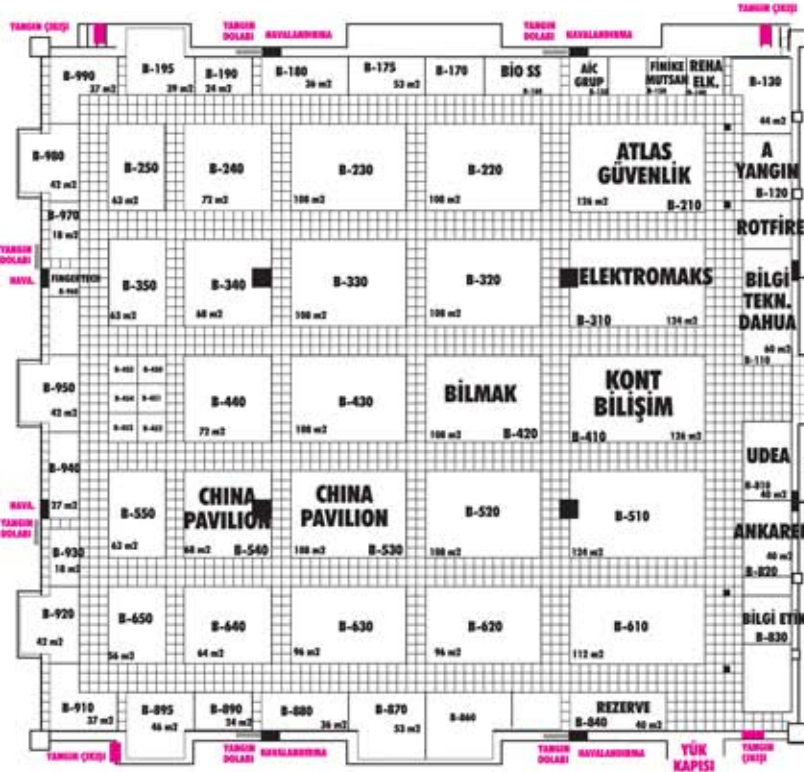 YANGIN ÇIKIŞI
YANGIN DOLABI
HAVALANDIRMA
YANGIN DOLABI
HAVALANDIRMA
YANGIN ÇIKIŞI
B-990
37 m2
B-195
39 m2
B-190
24 m2
B-180
36 m2
B-175
53 m2
B-170
BİO SS
AİC GRUP
FİNİKE MUTSAN
REHA ELK.
B-130
44 m2
B-980
42 m2
B-250
63 m2
B-240
72 m2
B-230
108 m2
B-220
108 m2
ATLAS GÜVENLİK
126 m2
B-210
A YANGIN
B-120
B-970
18 m2
ROTFİRE
YANGIN DOLABI
HAVA.
FINGERTECH
B-960
B-350
63 m2
B-340
68 m2
B-330
108 m2
B-320
108 m2
ELEKTROMAKS
B-310
124 m2
BİLGİ TEKN. DAHUA
60 m2
B-110
B-950
42 m2
B-440
72 m2
B-430
108 m2
BİLMAK
108 m2
B-420
KONT BİLİŞİM
B-410
126 m2
B-940
27 m2
UDEA
B-810
40 m2
HAVA.
YANGIN DOLABI
B-550
63 m2
CHINA PAVILION
68 m2
B-540
CHINA PAVILION
108 m2
B-530
B-520
108 m2
B-510
124 m2
ANKAREF
40 m2
B-820
B-930
18 m2
B-920
42 m2
B-650
56 m2
B-640
64 m2
B-630
96 m2
B-620
96 m2
B-610
112 m2
BİLGİ ETİK
B-830
B-910
37 m2
B-895
46 m2
B-890
24 m2
B-880
36 m2
B-870
53 m2
B-860
REZERVE
B-840
40 m2
YANGIN ÇIKIŞI
YANGIN DOLABI
HAVALANDIRMA
YANGIN DOLABI
HAVALANDIRMA
YÜK KAPISI
YANGIN ÇIKIŞI